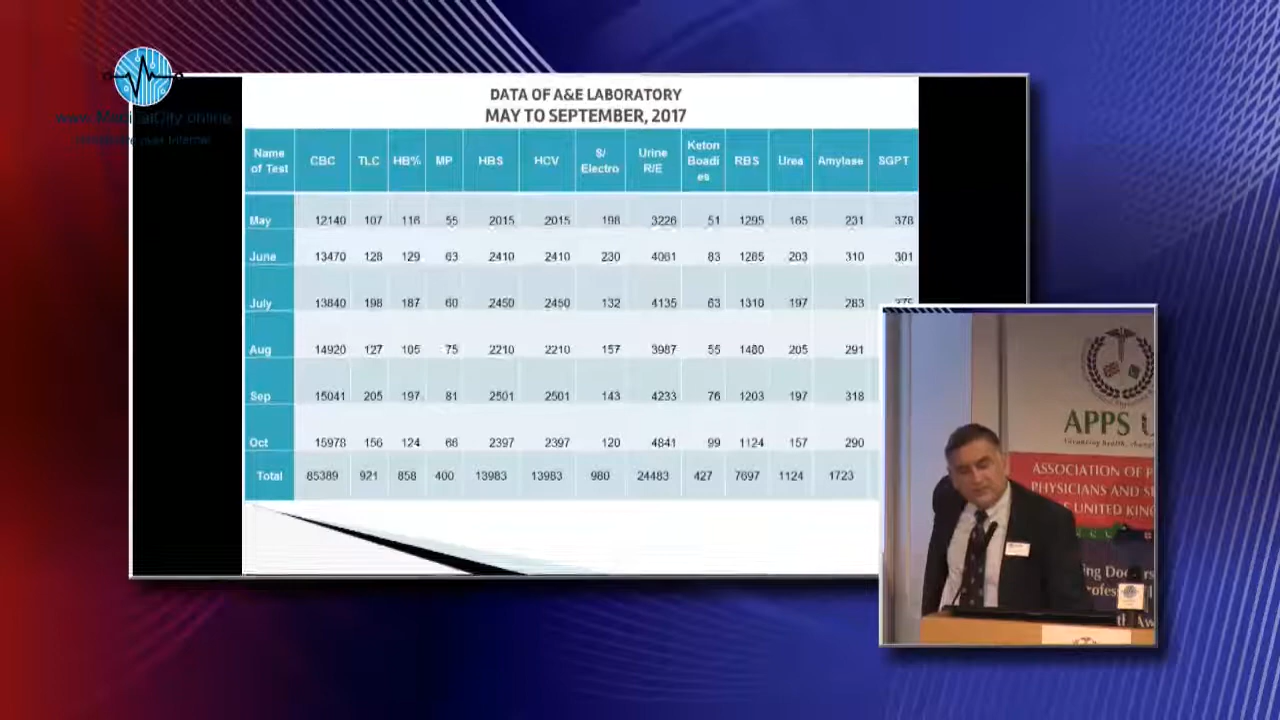 www.MedicalCity.online
DATA OF A&E LABORATORY
MAY TO SEPTEMBER, 2017
Name of Test CBC TLC HB% MP HBS HCV S/ Electro Urine R/E Keton Boadi es RBS Urea Amylase SGPT
May 12140 107 116 55 2015 2015 198 3226 51 1295 165 231 378
June 13470 128 129 63 2410 2410 230 4061 83 1285 203 310 301
July 13840 198 187 60 2450 2450 132 4135 63 1310 197 283
Aug 14920 127 105 75 2210 2210 157 3987 55 1480 205 291
Sep 15041 205 197 81 2501 2501 143 4233 76 1203 197 318
Oct 15978 156 124 66 2397 2397 120 4841 99 1124 157 290
Total 85389 921 858 400 13983 13983 980 24483 427 7697 1124 1723
APPS
ASSOCIATION OF
PHYSICIANS AND
UNITED